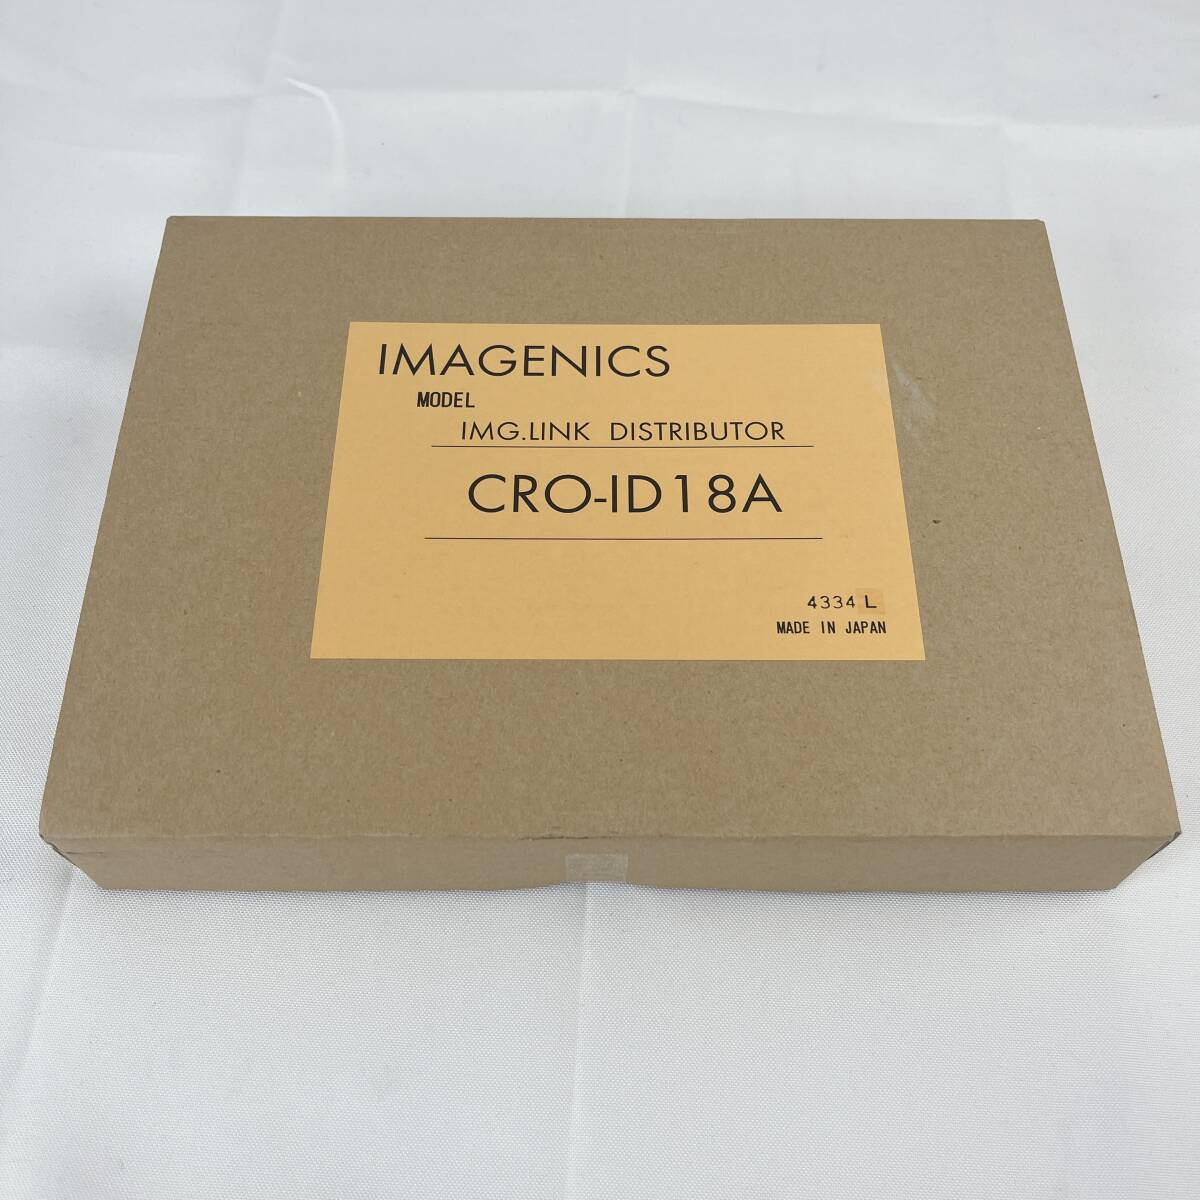 IMAGENICS
MODEL
IMG.LINK DISTRIBUTOR
CRO-ID18A
4334 L
MADE IN JAPAN